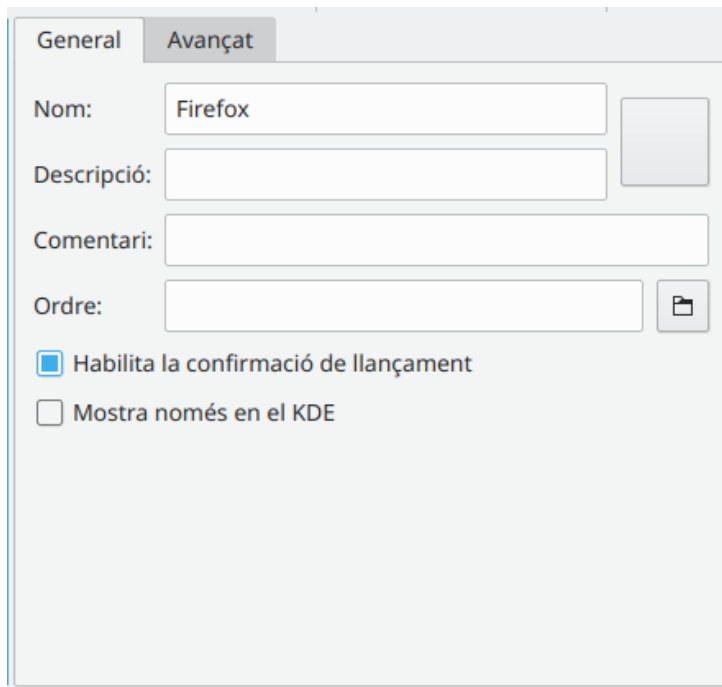 General Avançat
Nom: Firefox
Descripció:
Comentari:
Ordre:
Habilita la confirmació de llançament
Mostra només en el KDE